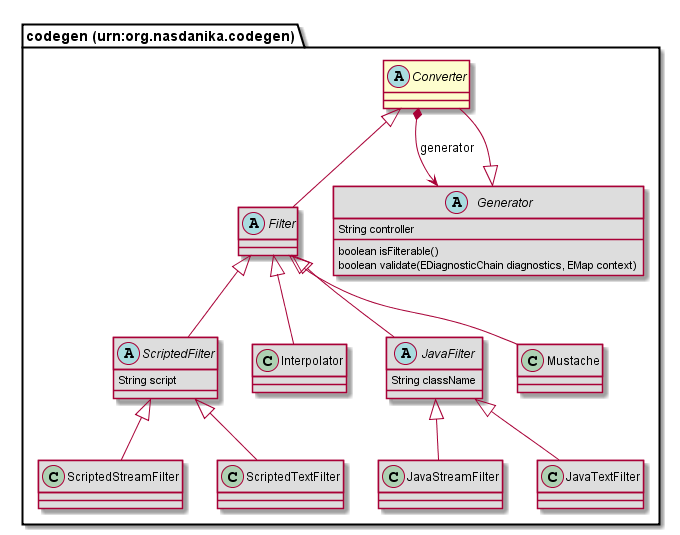 codegen (urn:org.nasdanika.codegen)
A Converter
generator
A Generator
String controller
boolean isFilterable()
boolean validate(EDiagnosticChain diagnostics, EMap context)
A Filter
A ScriptedFilter
String script
C Interpolator
A JavaFilter
String className
C Mustache
C ScriptedStreamFilter
C ScriptedTextFilter
C JavaStreamFilter
C JavaTextFilter